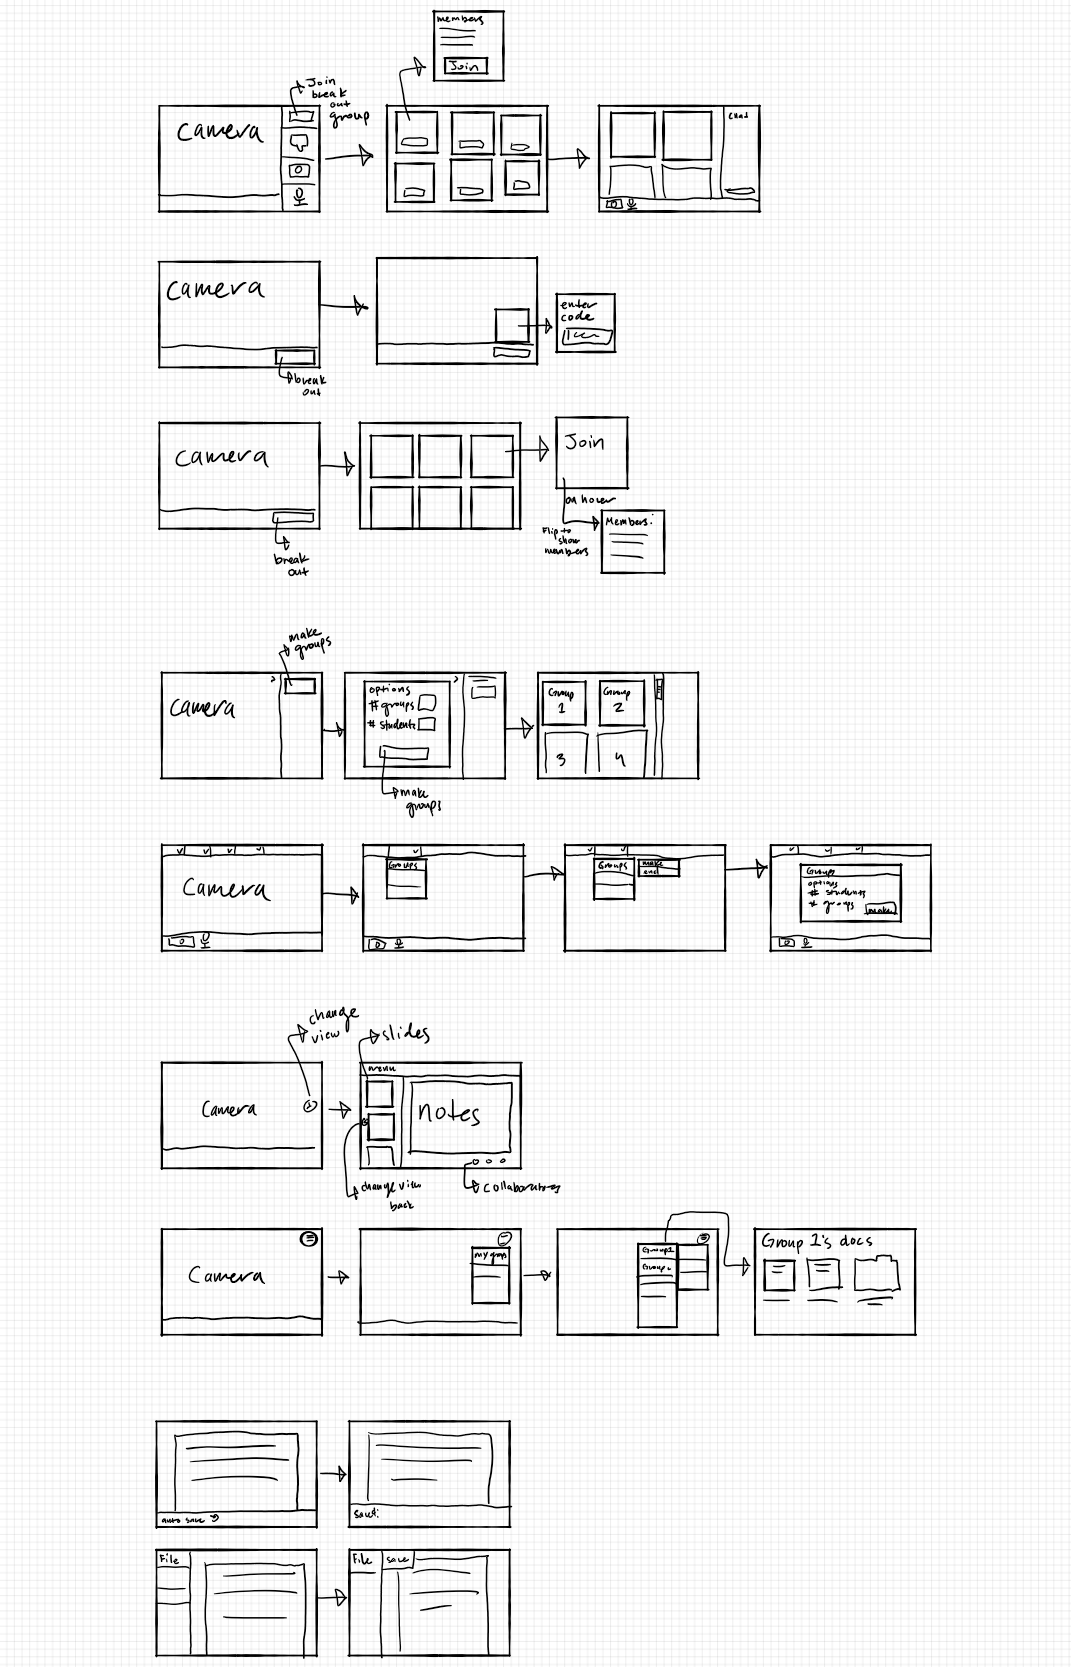 members
Join
Join
break
out
group
Camera
Chat
Camera
enter
code
break
out
Camera
Join
on hover
Flip to
show
members
Members:
break
out
make
groups
Camera
options
# groups
# students
make
groups
Group
1
Group
2
3
4
Camera
Groups
Groups
make
end
Groups
options
# students
# groups
make
change
view
slides
Camera
menu
notes
change view
back
collaborators
Camera
my group
Group 1
Group 1's docs
auto save
File
File
save